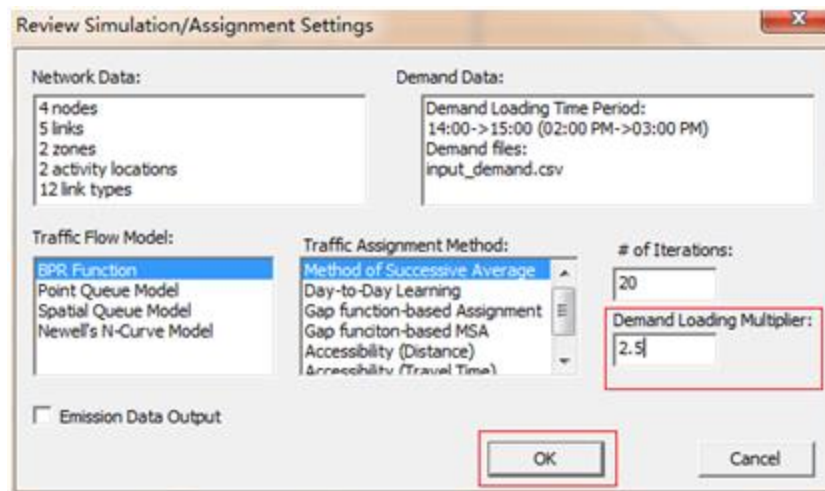 Review Simulation/Assignment Settings
Network Data:
4 nodes
5 links
2 zones
2 activity locations
12 link types
Demand Data:
Demand Loading Time Period:
14:00->15:00 (02:00 PM->03:00 PM)
Demand files:
input_demand.csv
Traffic Flow Model:
BPR Function
Point Queue Model
Spatial Queue Model
Newell's N-Curve Model
Traffic Assignment Method:
Method of Successive Average
Day-to-Day Learning
Gap function-based Assignment
Gap funciton-based MSA
Accessibility (Distance)
Accessibility (Travel Time)
# of Iterations:
20
Demand Loading Multiplier:
2.5
Emission Data Output
OK
Cancel